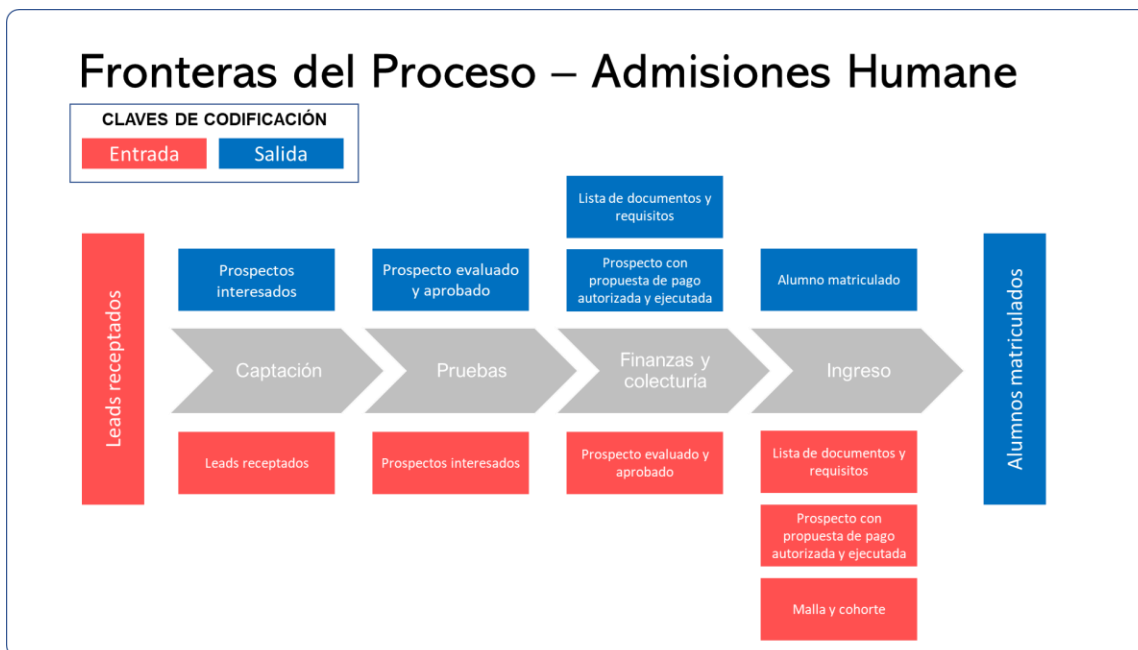 Fronteras del Proceso – Admisiones Humane
CLAVES DE CODIFICACIÓN
Entrada
Salida
Leads receptados
Prospectos
interesados
Prospecto evaluado
y aprobado
Lista de documentos y
requisitos
Prospecto con
propuesta de pago
autorizada y ejecutada
Alumno matriculado
Captación
Pruebas
Finanzas y
colecturía
Ingreso
Leads receptados
Prospectos interesados
Prospecto evaluado y
aprobado
Lista de documentos y
requisitos
Prospecto con
propuesta de pago
autorizada y ejecutada
Malla y cohorte
Alumnos matriculados